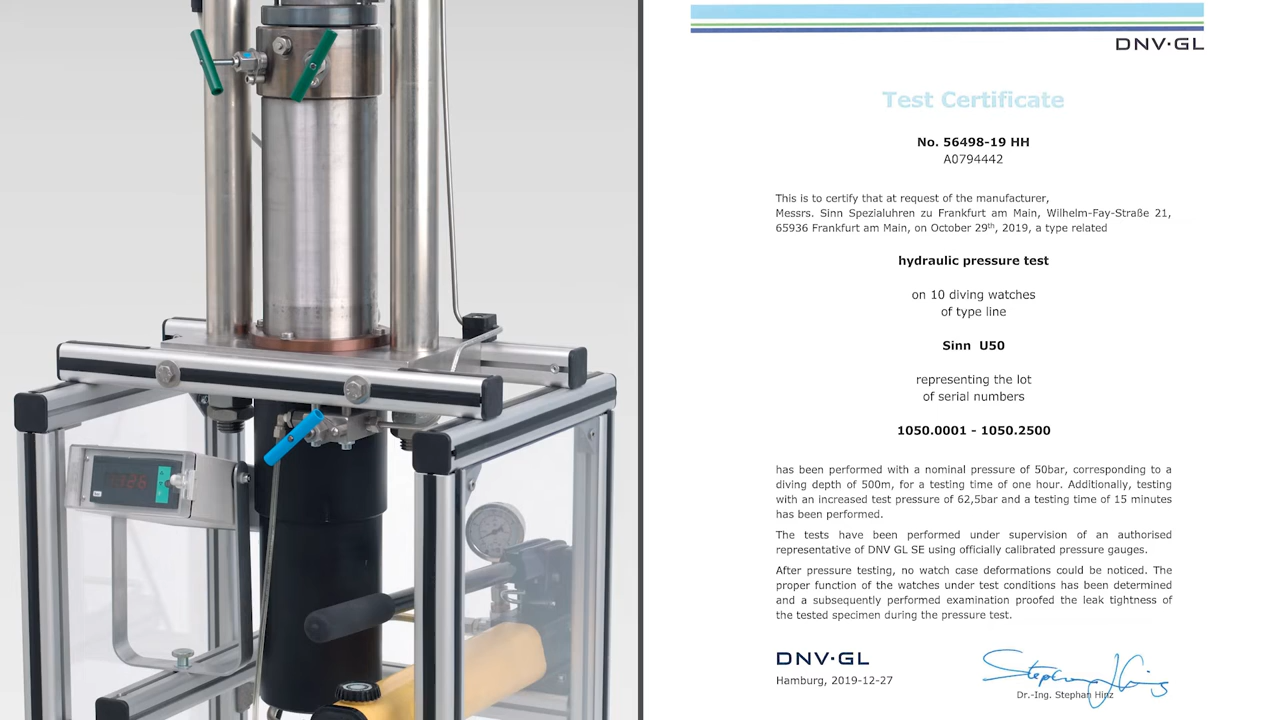 DNV·GL
Test Certificate
No. 56498-19 HH
A0794442
This is to certify that at request of the manufacturer,
Messrs. Sinn Spezialuhren zu Frankfurt am Main, Wilhelm-Fay-Straße 21,
65936 Frankfurt am Main, on October 29th, 2019, a type related
hydraulic pressure test
on 10 diving watches
of type line
Sinn U50
representing the lot
of serial numbers
1050.0001 - 1050.2500
has been performed with a nominal pressure of 50bar, corresponding to a
diving depth of 500m, for a testing time of one hour. Additionally, testing
with an increased test pressure of 62,5bar and a testing time of 15 minutes
has been performed.
The tests have been performed under supervision of an authorised
representative of DNV GL SE using officially calibrated pressure gauges.
After pressure testing, no watch case deformations could be noticed. The
proper function of the watches under test conditions has been determined
and a subsequently performed examination proofed the leak tightness of
the tested specimen during the pressure test.
DNV·GL
Hamburg, 2019-12-27
Dr.-Ing. Stephan Hinz